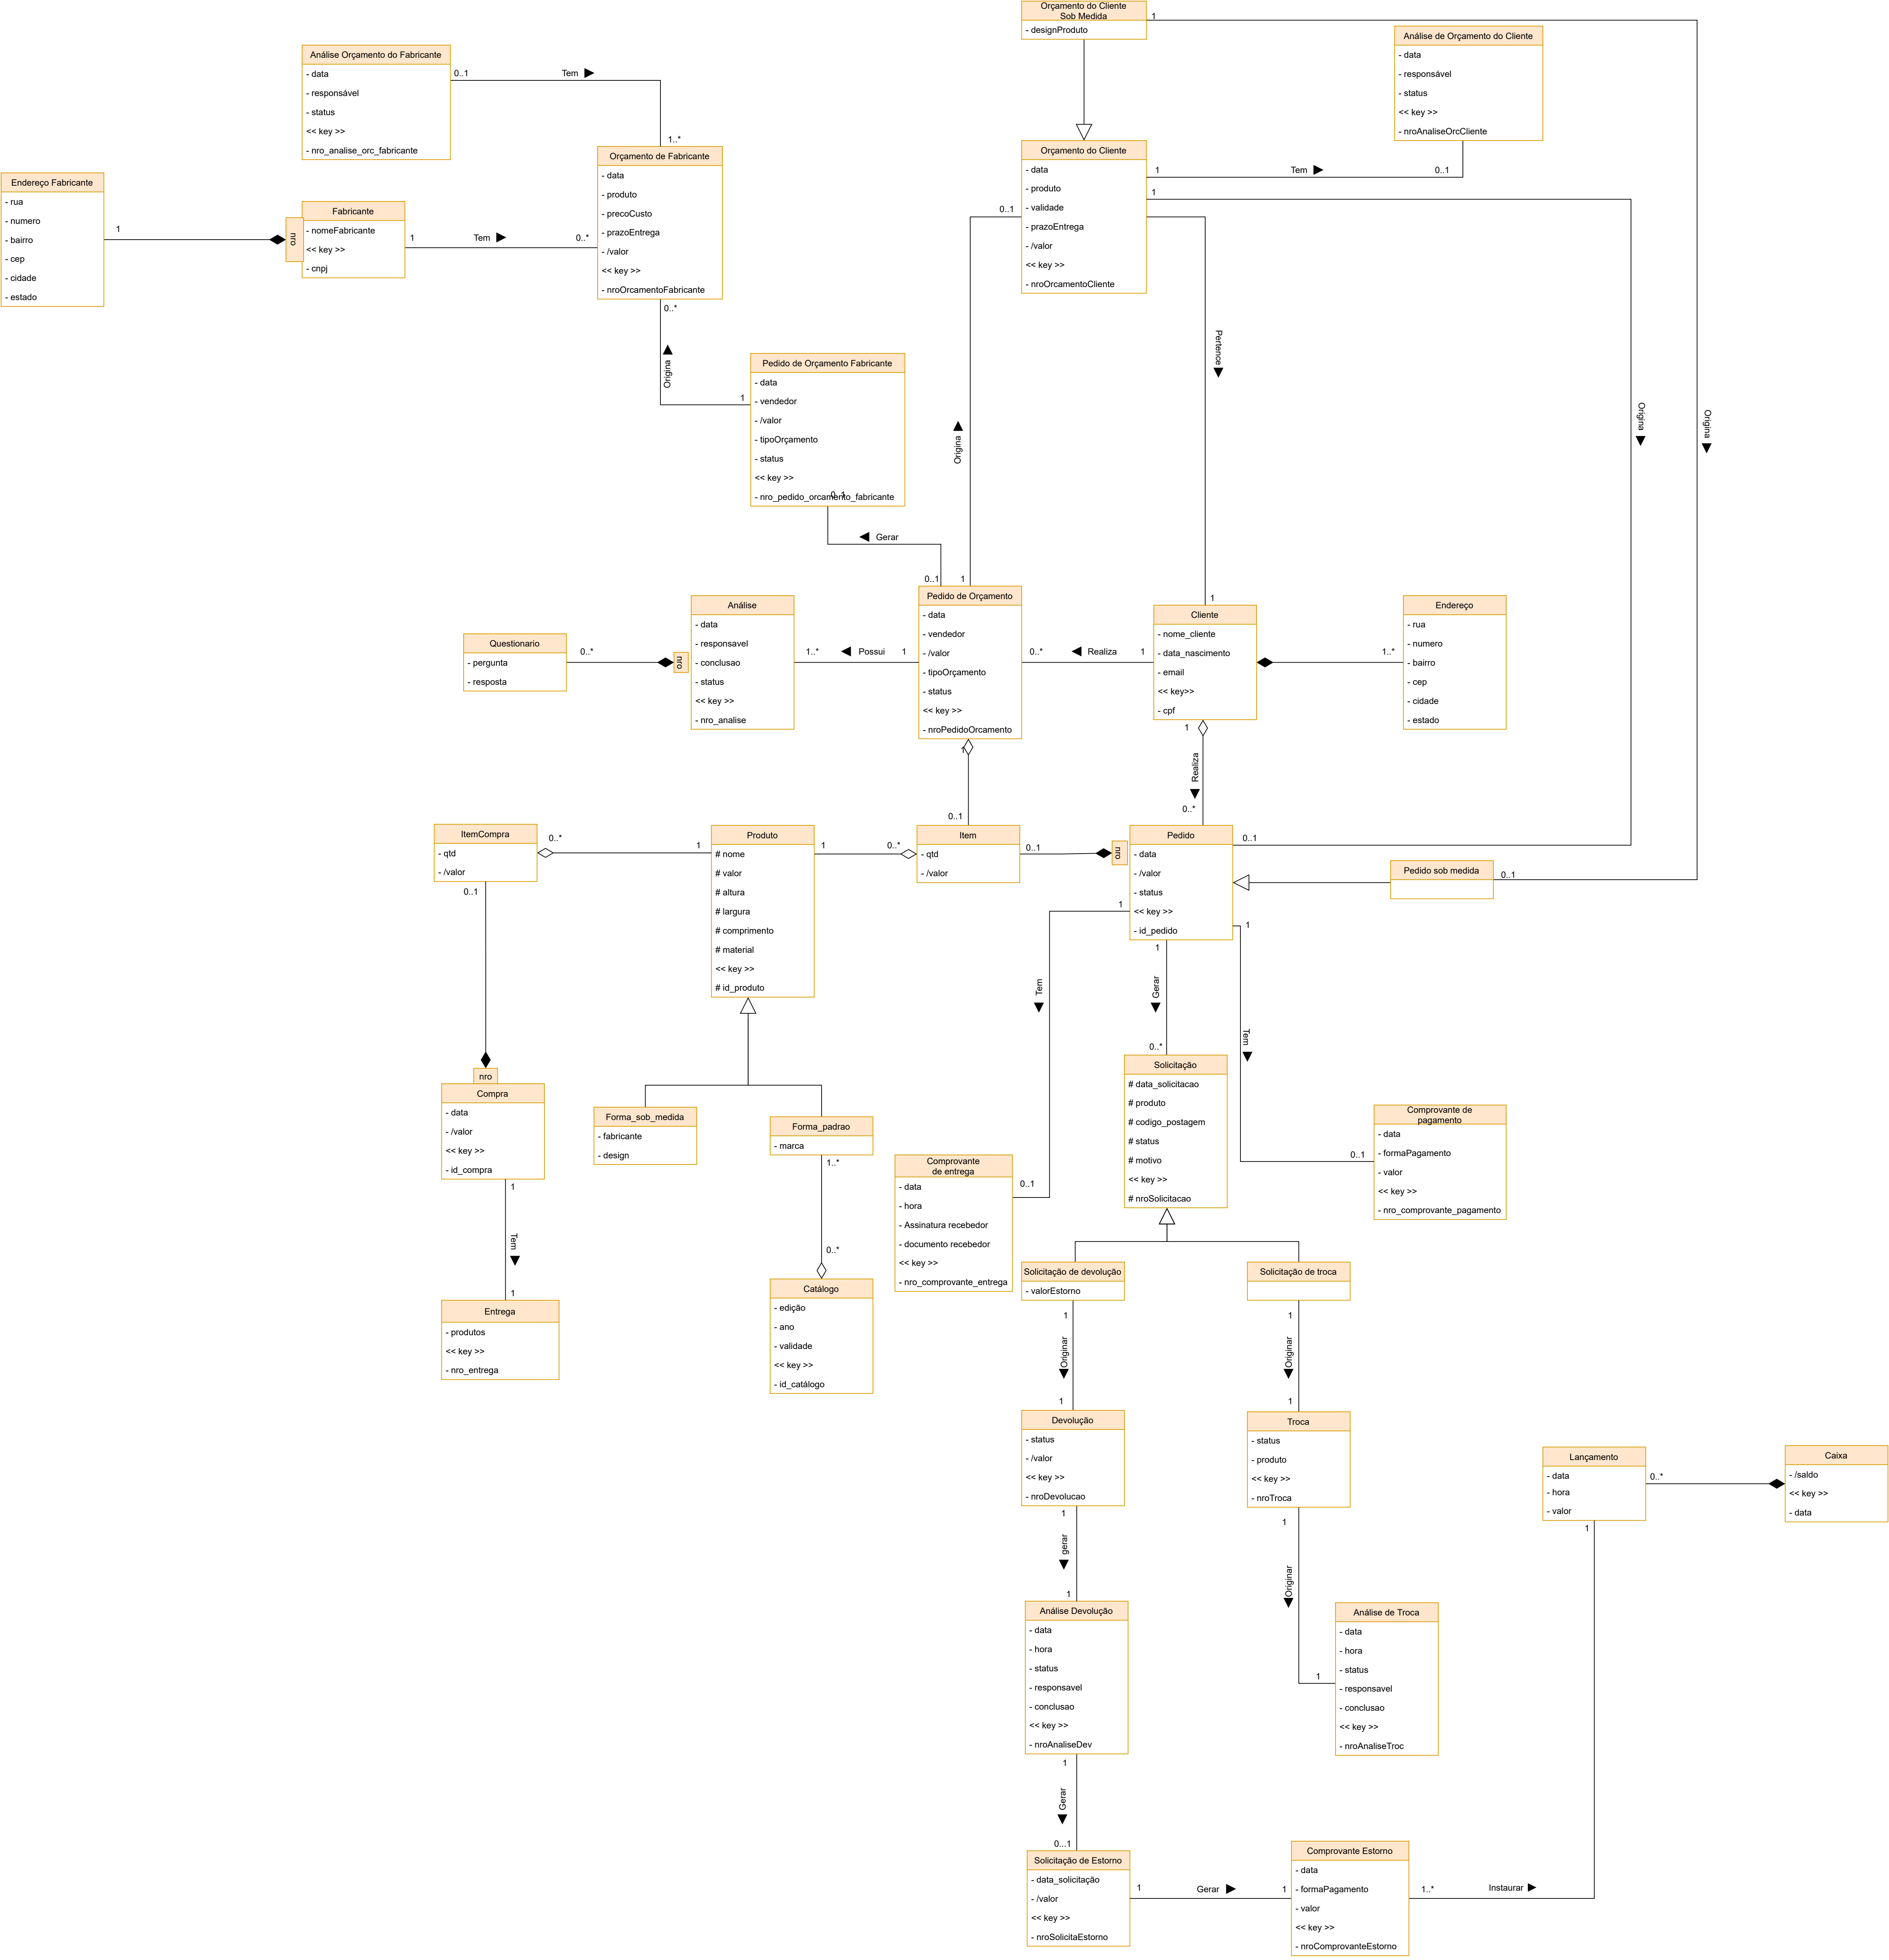 Orçamento do Cliente
Sob Medida
- designProduto
1
Análise de Orçamento do Cliente
- data
- responsável
- status
<< key >>
- nroAnaliseOrcCliente
Análise Orçamento do Fabricante
- data
- responsável
- status
<< key >>
- nro_analise_orc_fabricante
0..1
Tem
1..*
Orçamento de Fabricante
- data
- produto
- precoCusto
- prazoEntrega
- /valor
<< key >>
- nroOrcamentoFabricante
Orçamento do Cliente
- data
- produto
- validade
- prazoEntrega
- /valor
<< key >>
- nroOrcamentoCliente
1
Tem
0..1
1
0..1
Endereço Fabricante
- rua
- numero
- bairro
- cep
- cidade
- estado
1
nro
Fabricante
- nomeFabricante
<< key >>
- cnpj
1
Tem
0..*
0..*
Origina
1
Pedido de Orçamento Fabricante
- data
- vendedor
- /valor
- tipoOrçamento
- status
<< key >>
- nro_pedido_orcamento_fabricante
0..1
Pertence
Origina
Origina
Origina
Gerar
0..1
1
1
Questionario
- pergunta
- resposta
0..*
nro
Análise
- data
- responsavel
- conclusao
- status
<< key >>
- nro_analise
1..*
Possui
1
Pedido de Orçamento
- data
- vendedor
- /valor
- tipoOrçamento
- status
<< key >>
- nroPedidoOrcamento
0..*
Realiza
1
Cliente
- nome_cliente
- data_nascimento
- email
<< key>>
- cpf
1..*
Endereço
- rua
- numero
- bairro
- cep
- cidade
- estado
1
1
Realiza
0..1
0..*
ItemCompra
- qtd
- /valor
0..*
1
Produto
# nome
# valor
# altura
# largura
# comprimento
# material
<< key >>
# id_produto
1
0..*
Item
- qtd
- /valor
0..1
nro
Pedido
- data
- /valor
- status
<< key >>
- id_pedido
0..1
Pedido sob medida
0..1
0..1
1
1
1
Tem
Gerar
Tem
0..*
nro
Compra
- data
- /valor
<< key >>
- id_compra
Forma_sob_medida
- fabricante
- design
Forma_padrao
- marca
1..*
Solicitação
# data_solicitacao
# produto
# codigo_postagem
# status
# motivo
<< key >>
# nroSolicitacao
Comprovante de
pagamento
- data
- formaPagamento
- valor
<< key >>
- nro_comprovante_pagamento
0..1
Comprovante
de entrega
- data
- hora
- Assinatura recebedor
- documento recebedor
<< key >>
- nro_comprovante_entrega
0..1
1
Tem
1
Entrega
- produtos
<< key >>
- nro_entrega
0..*
Catálogo
- edição
- ano
- validade
<< key >>
- id_catálogo
Solicitação de devolução
- valorEstorno
Solicitação de troca
1
Originar
1
1
Originar
1
Devolução
- status
- /valor
<< key >>
- nroDevolucao
Troca
- status
- produto
<< key >>
- nroTroca
Lançamento
- data
- hora
- valor
0..*
Caixa
- /saldo
<< key >>
- data
1
gerar
1
1
Originar
1
1
Análise Devolução
- data
- hora
- status
- responsavel
- conclusao
<< key >>
- nroAnaliseDev
Análise de Troca
- data
- hora
- status
- responsavel
- conclusao
<< key >>
- nroAnaliseTroc
1
Gerar
0...1
Solicitação de Estorno
- data_solicitação
- /valor
<< key >>
- nroSolicitaEstorno
1
Gerar
1
Comprovante Estorno
- data
- formaPagamento
- valor
<< key >>
- nroComprovanteEstorno
1..*
Instaurar